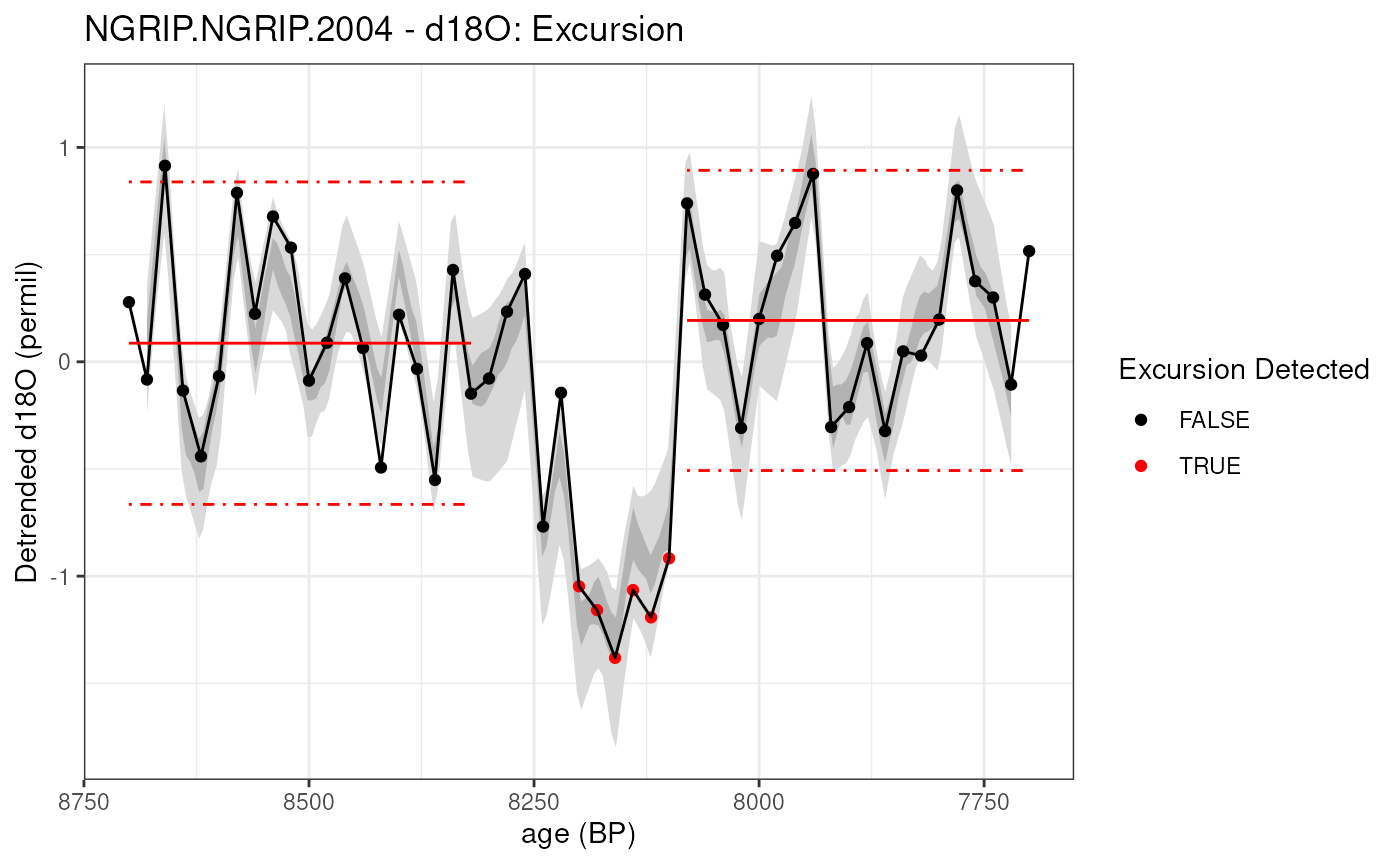 NGRIP.NGRIP.2004 - d18O: Excursion
Detrended d18O (permil)
1
0
-1
8750 8500 8250 8000 7750
age (BP)
Excursion Detected
FALSE
TRUE